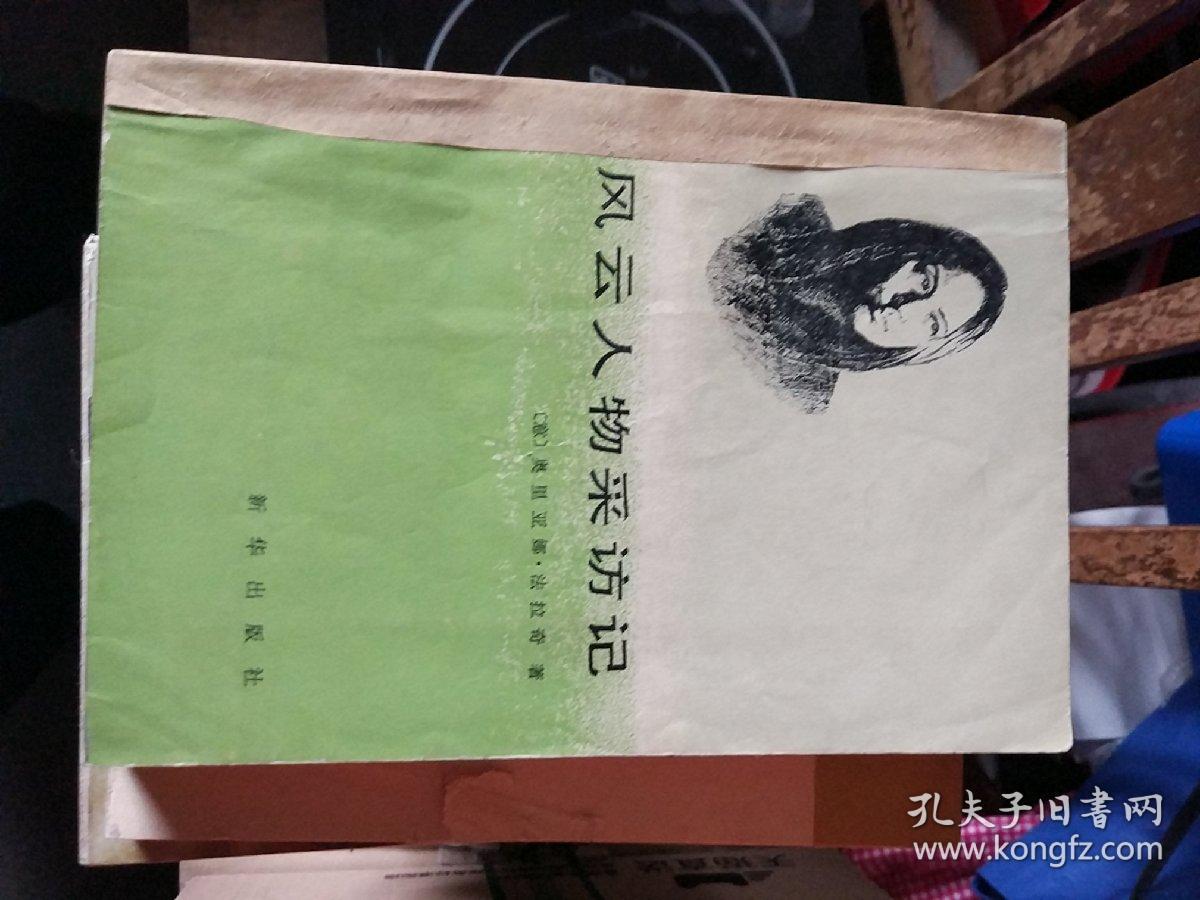 风云人物采访记
〔意〕奥里亚娜·法拉奇 著
新华出版社
孔夫子旧書网
www.kongfz.com